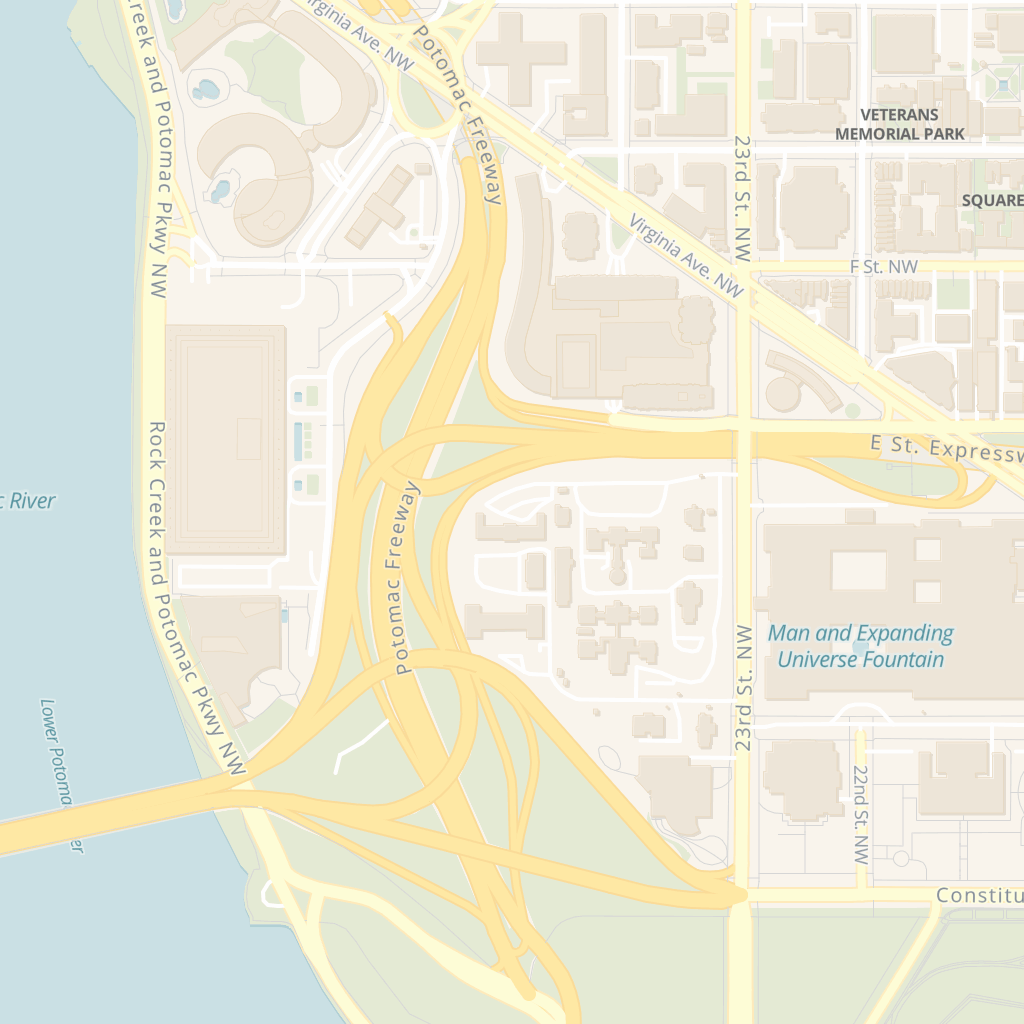 Virginia Ave. NW
Potomac Freeway
Creek and Potomac Pkwy NW
VETERANS
MEMORIAL PARK
23rd St. NW
SQUARE
Virginia Ave. NW
F St. NW
E St. Expressw
c River
Rock Creek and Potomac Pkwy NW
Potomac Freeway
Man and Expanding
Universe Fountain
23rd St. NW
Lower Potoma
er
22nd St. NW
Constitu